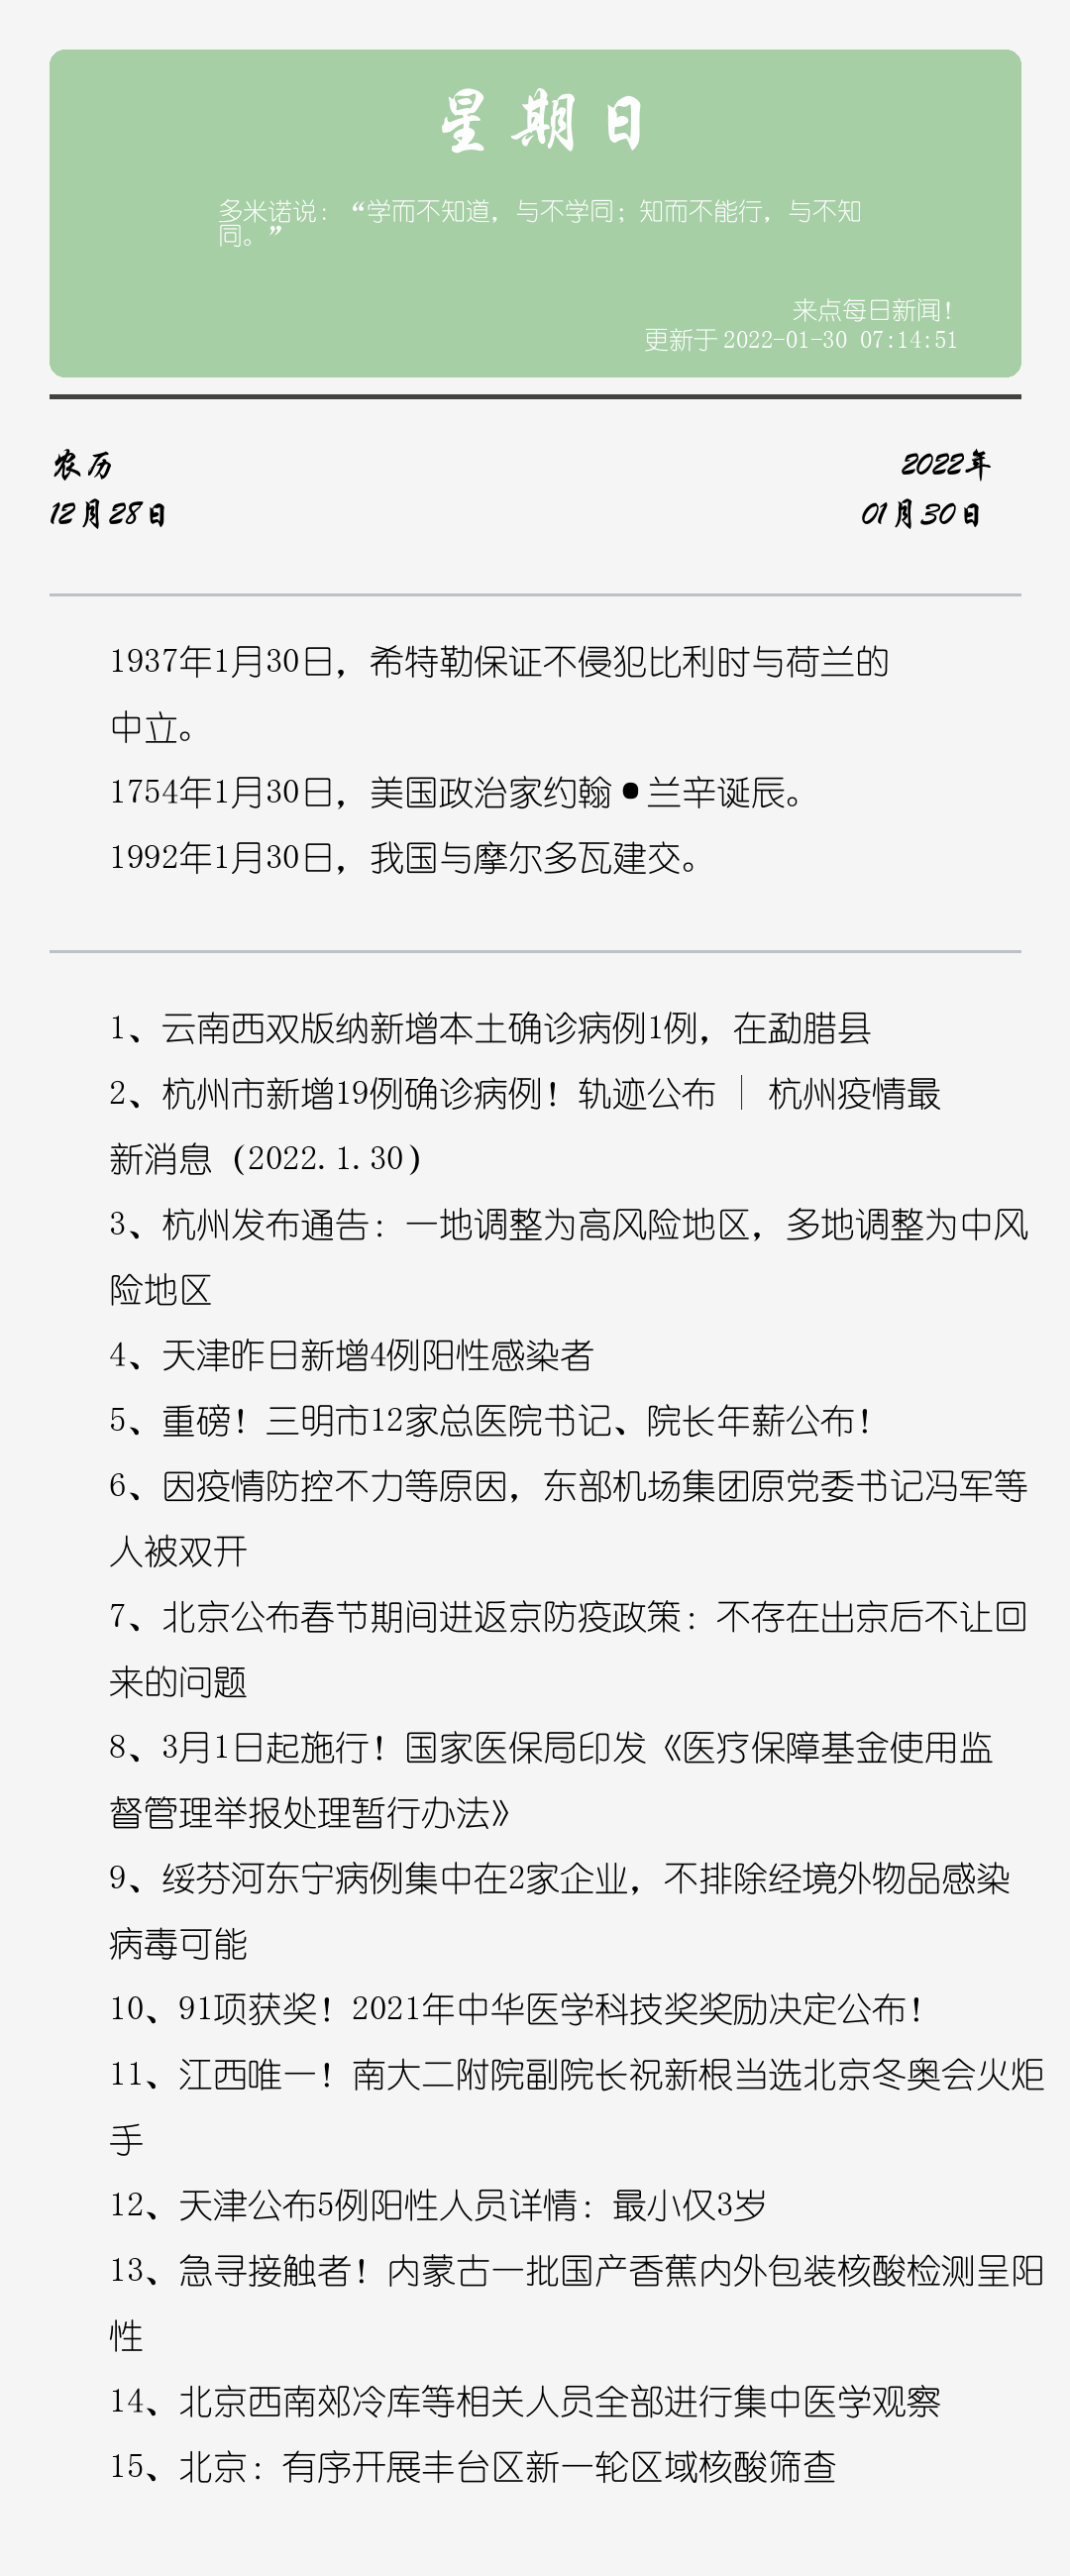 星期日
多米诺说：“学而不知道，与不学同；知而不能行，与不知
同。”
来点每日新闻！
更新于 2022-01-30 07:14:51
农历
2022年
12月28日
01月30日
1937年1月30日，希特勒保证不侵犯比利时与荷兰的
中立。
1754年1月30日，美国政治家约翰•兰辛诞辰。
1992年1月30日，我国与摩尔多瓦建交。
1、云南西双版纳新增本土确诊病例1例，在勐腊县
2、杭州市新增19例确诊病例！轨迹公布｜杭州疫情最
新消息（2022.1.30）
3、杭州发布通告：一地调整为高风险地区，多地调整为中风
险地区
4、天津昨日新增4例阳性感染者
5、重磅！三明市12家总医院书记、院长年薪公布！
6、因疫情防控不力等原因，东部机场集团原党委书记冯军等
人被双开
7、北京公布春节期间进返京防疫政策：不存在出京后不让回
来的问题
8、3月1日起施行！国家医保局印发《医疗保障基金使用监
督管理举报处理暂行办法》
9、绥芬河东宁病例集中在2家企业，不排除经境外物品感染
病毒可能
10、91项获奖！2021年中华医学科技奖奖励决定公布！
11、江西唯一！南大二附院副院长祝新根当选北京冬奥会火炬
手
12、天津公布5例阳性人员详情：最小仅3岁
13、急寻接触者！内蒙古一批国产香蕉内外包装核酸检测呈阳
性
14、北京西南郊冷库等相关人员全部进行集中医学观察
15、北京：有序开展丰台区新一轮区域核酸筛查